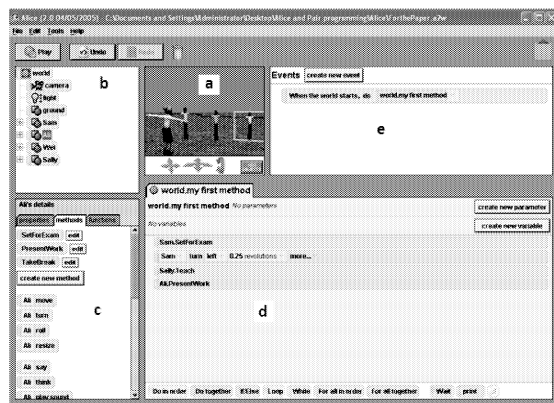 Alice (2.0 04/05/2005) - C:\Documents and Settings\Administrator\Desktop\Alice and Pair programming\Alice\ForthePaper.a2w
File Edit Tools Help
Play Undo Redo
world
camera
light
ground
Sam
Ali
Wei
Sally
b
a
Events create new event
When the world starts, do world.my first method
e
Ali's details
properties methods functions
SetForExam edit
PresentWork edit
TakeBreak edit
create new method
Ali move
Ali turn
Ali roll
Ali resize
Ali say
Ali think
Ali play sound
c
world.my first method
world.my first method No parameters
create new parameter
No variables
create new variable
Sam.SetForExam
Sam turn left 0.25 revolutions more...
Sally.Teach
Ali.PresentWork
d
Do in order Do together If/Else Loop While For all in order For all together Wait print